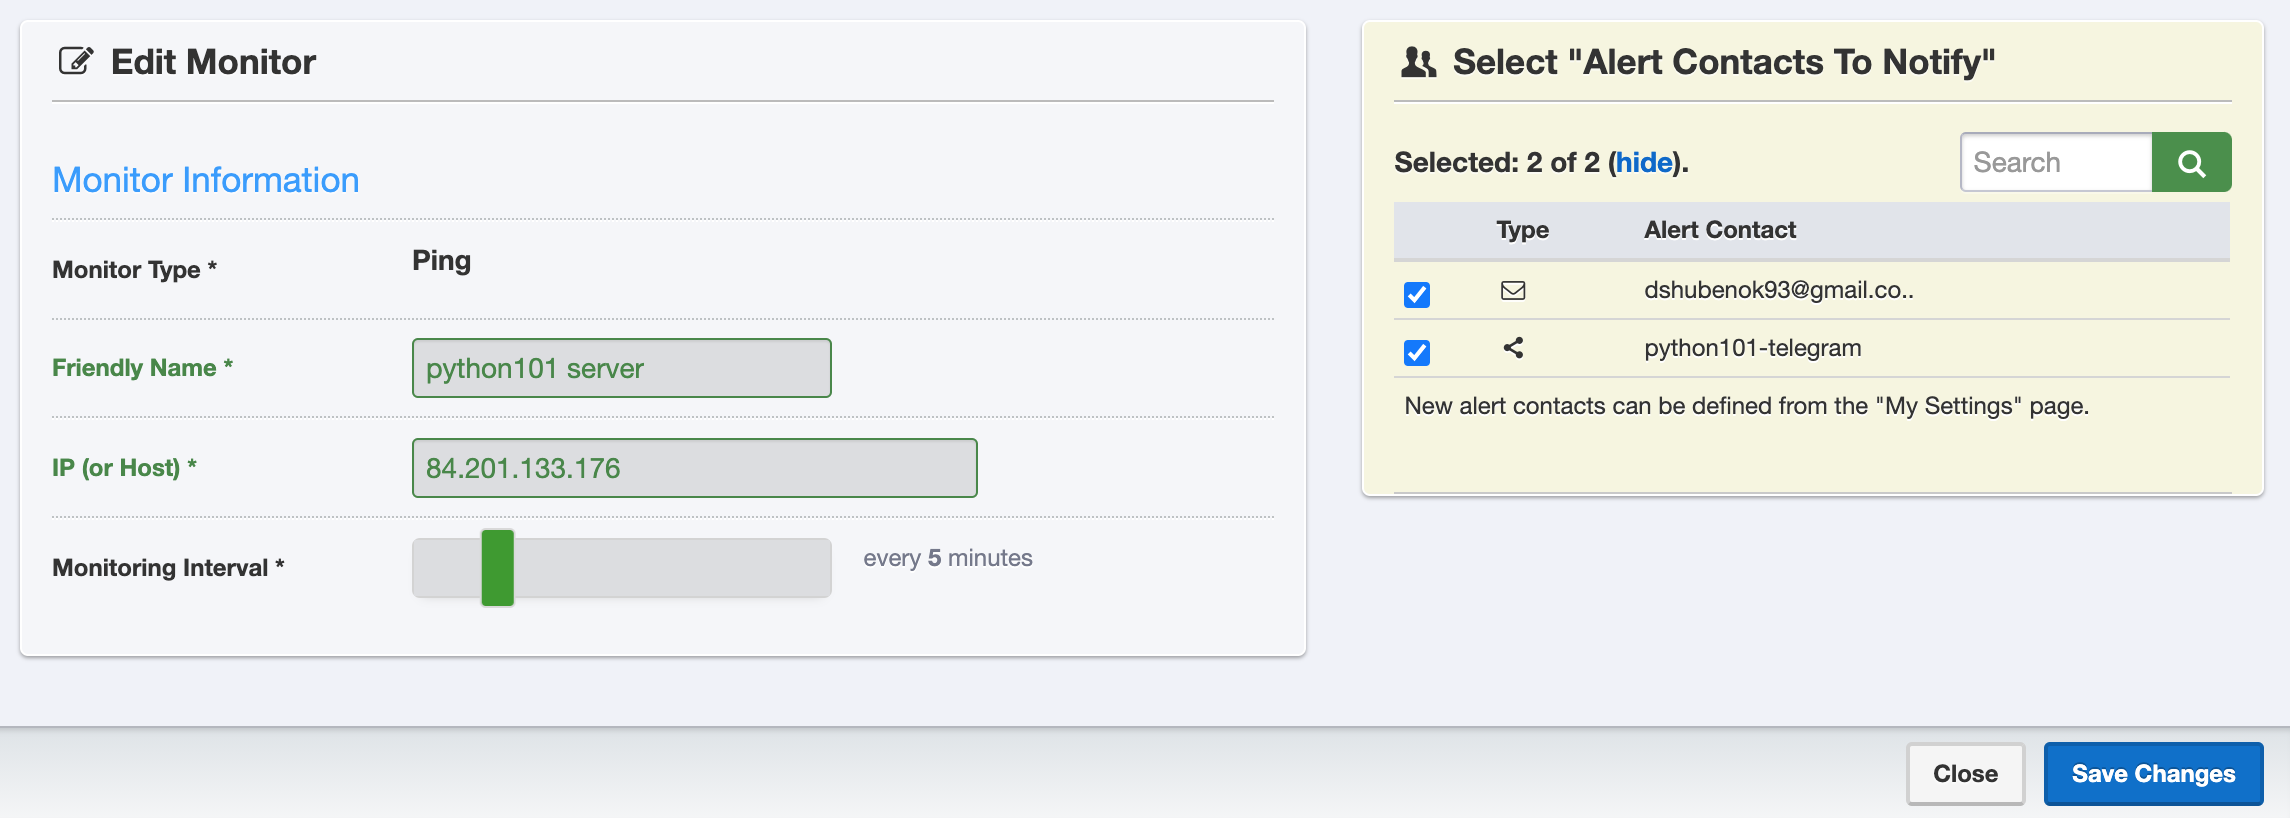 Edit Monitor
Monitor Information
Monitor Type *
Ping
Friendly Name *
python101 server
IP (or Host) *
84.201.133.176
Monitoring Interval *
every 5 minutes
Select "Alert Contacts To Notify"
Selected: 2 of 2 (hide).
Search
Type Alert Contact
dshubenok93@gmail.co..
python101-telegram
New alert contacts can be defined from the "My Settings" page.
Close
Save Changes